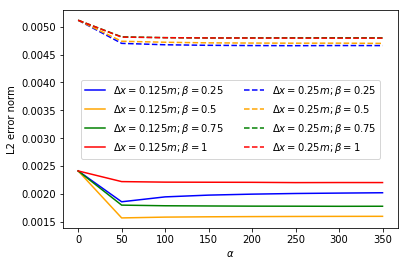 0.0050
0.0045
0.0040
0.0035
0.0030
0.0025
0.0020
0.0015
L2 error norm
Δx = 0.125m; β = 0.25
Δx = 0.125m; β = 0.5
Δx = 0.125m; β = 0.75
Δx = 0.125m; β = 1
Δx = 0.25m; β = 0.25
Δx = 0.25m; β = 0.5
Δx = 0.25m; β = 0.75
Δx = 0.25m; β = 1
0 50 100 150 200 250 300 350
α